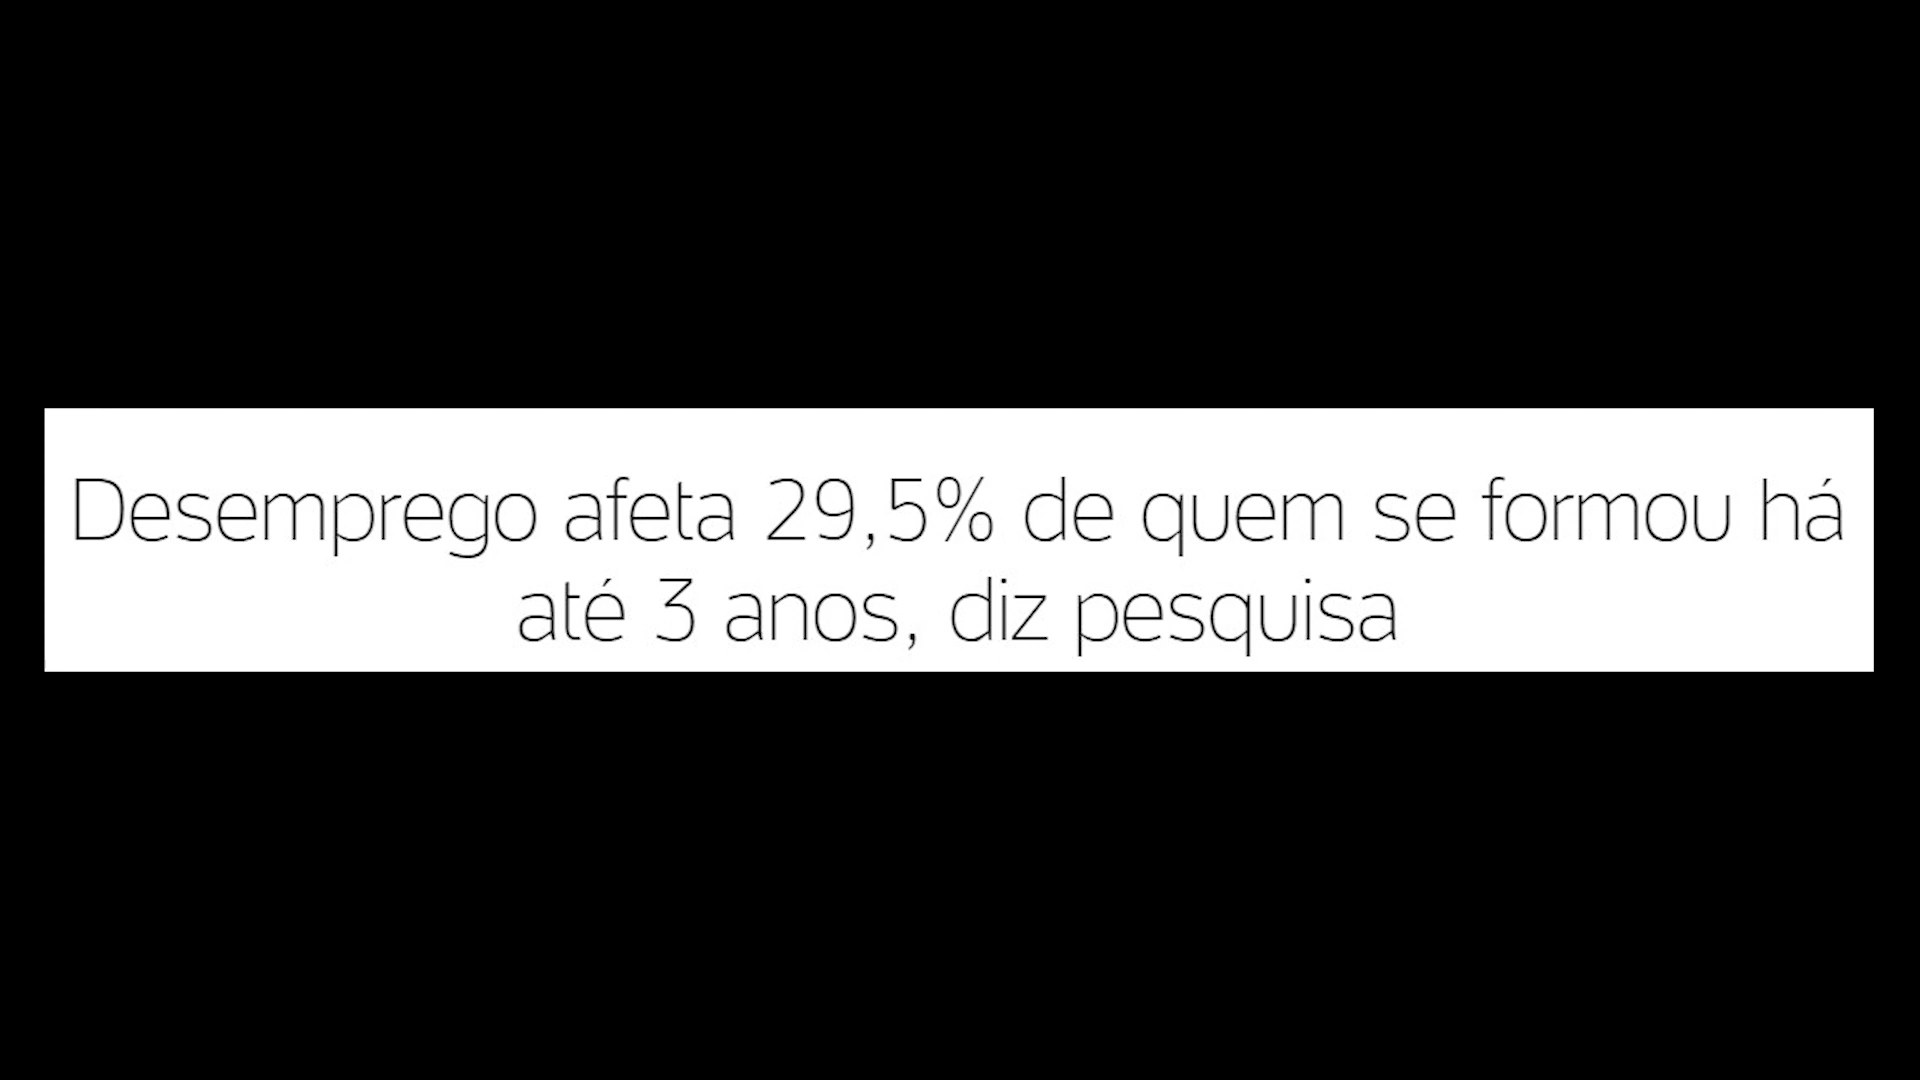 Desemprego afeta 29,5% de quem se formou há
até 3 anos, diz pesquisa